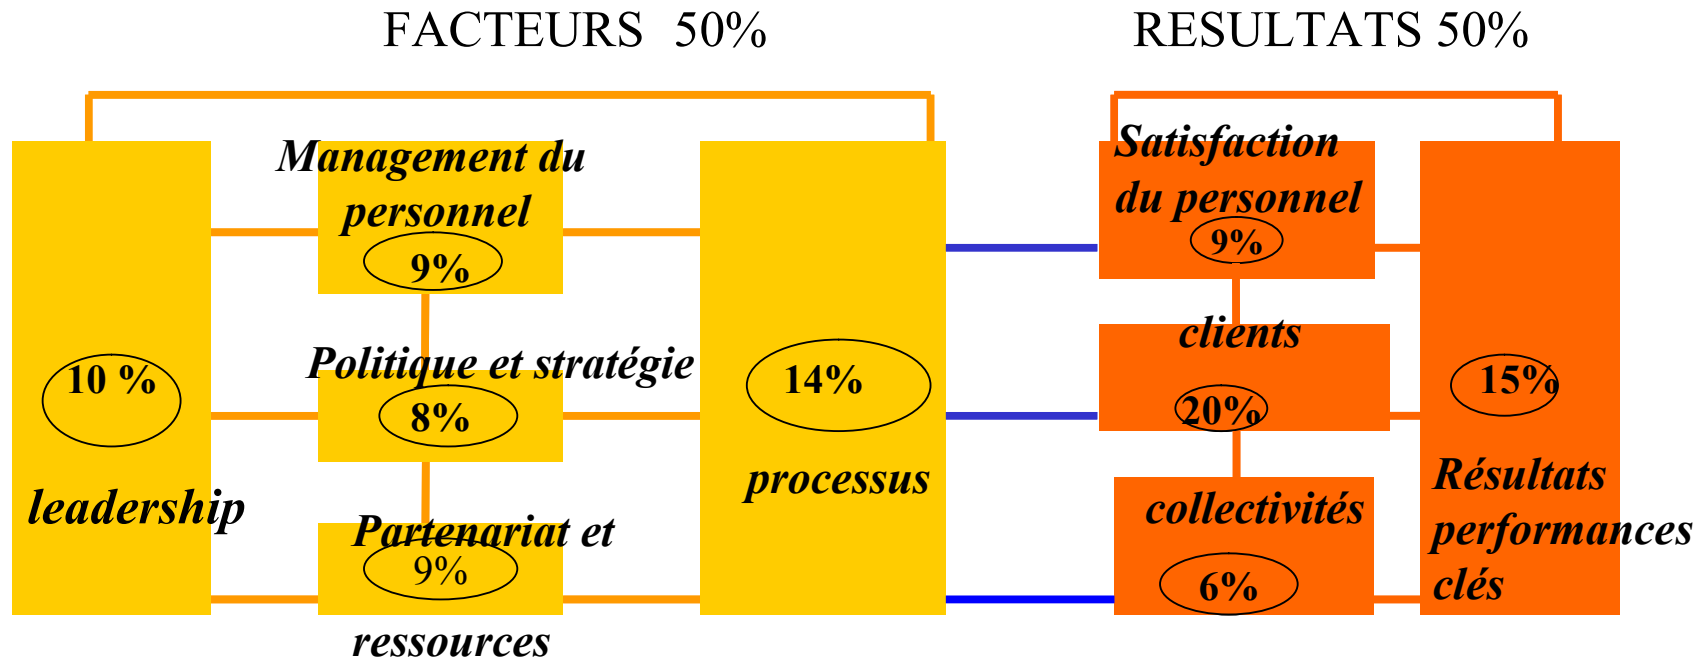 FACTEURS 50%
RESULTATS 50%
10 %
leadership
Management du
personnel
9%
Politique et stratégie
8%
Partenariat et
9%
ressources
14%
processus
Satisfaction
du personnel
9%
clients
20%
collectivités
6%
15%
Résultats
performances
clés